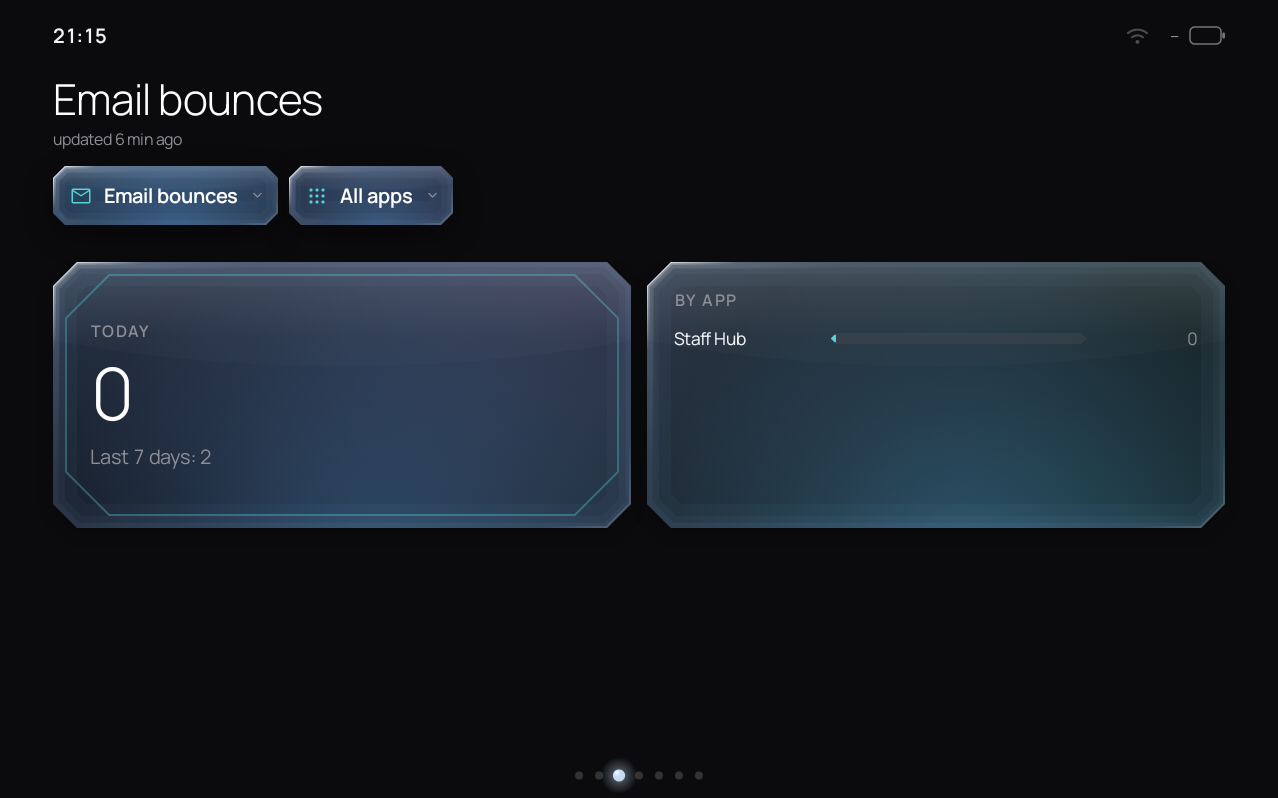 21:15
–
Email bounces
updated 6 min ago
Email bounces
All apps
TODAY
0
Last 7 days: 2
BY APP
Staff Hub
0